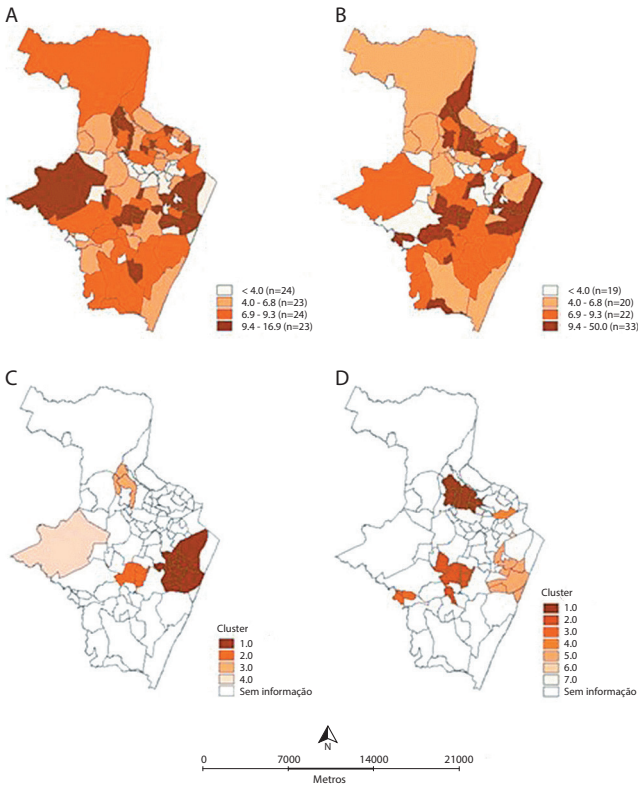 A
< 4.0 (n=24)
4.0 - 6.8 (n=23)
6.9 - 9.3 (n=24)
9.4 - 16.9 (n=23)
B
< 4.0 (n=19)
4.0 - 6.8 (n=20)
6.9 - 9.3 (n=22)
9.4 - 50.0 (n=33)
C
Cluster
1.0
2.0
3.0
4.0
Sem informação
D
Cluster
1.0
2.0
3.0
4.0
5.0
6.0
7.0
Sem informação
N
0 7000 14000 21000
Metros